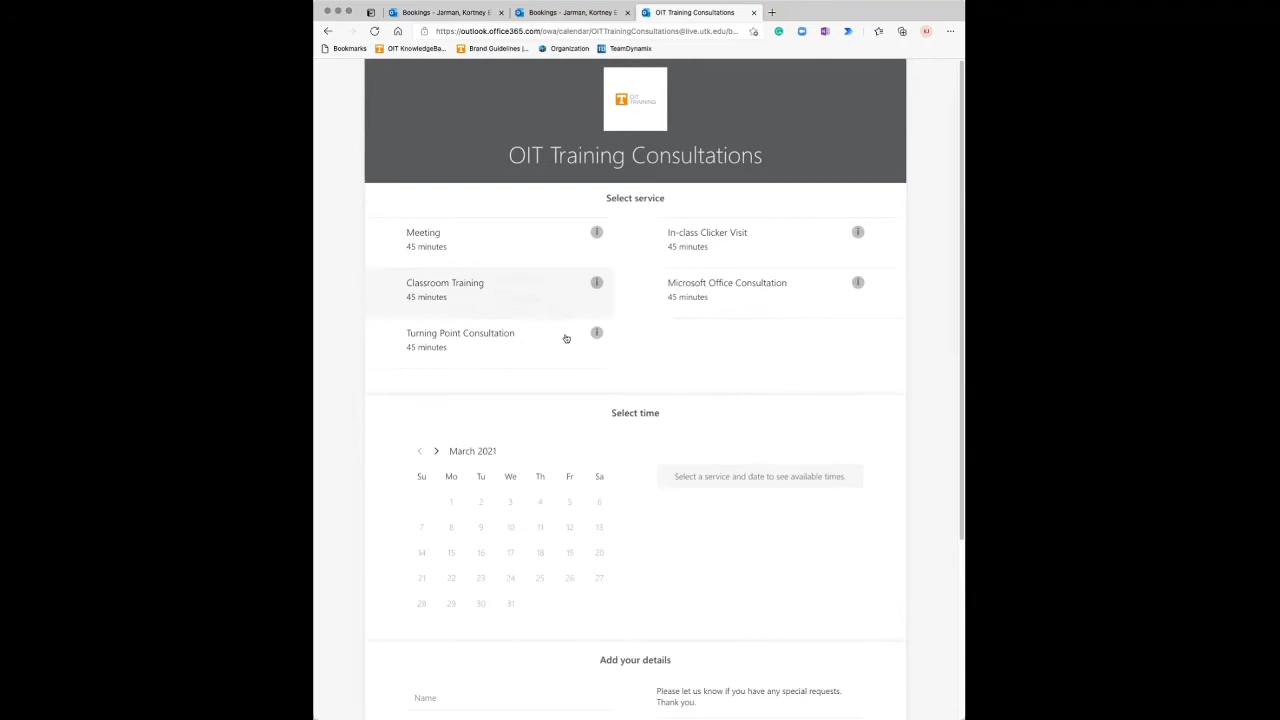 Bookings - Jarman, Kortney E
Bookings - Jarman, Kortney E
OIT Training Consultations
https://outlook.office365.com/owa/calendar/OITTrainingConsultations@live.utk.edu/b...
KJ
Bookmarks
OIT KnowledgeBa...
Brand Guidelines |...
Organization
TeamDynamix
OIT
TRAINING
OIT Training Consultations
Select service
Meeting
45 minutes
In-class Clicker Visit
45 minutes
Classroom Training
45 minutes
Microsoft Office Consultation
45 minutes
Turning Point Consultation
45 minutes
Select time
March 2021
Su Mo Tu We Th Fr Sa
1 2 3 4 5 6
7 8 9 10 11 12 13
14 15 16 17 18 19 20
21 22 23 24 25 26 27
28 29 30 31
Select a service and date to see available times.
Add your details
Name
Please let us know if you have any special requests.
Thank you.